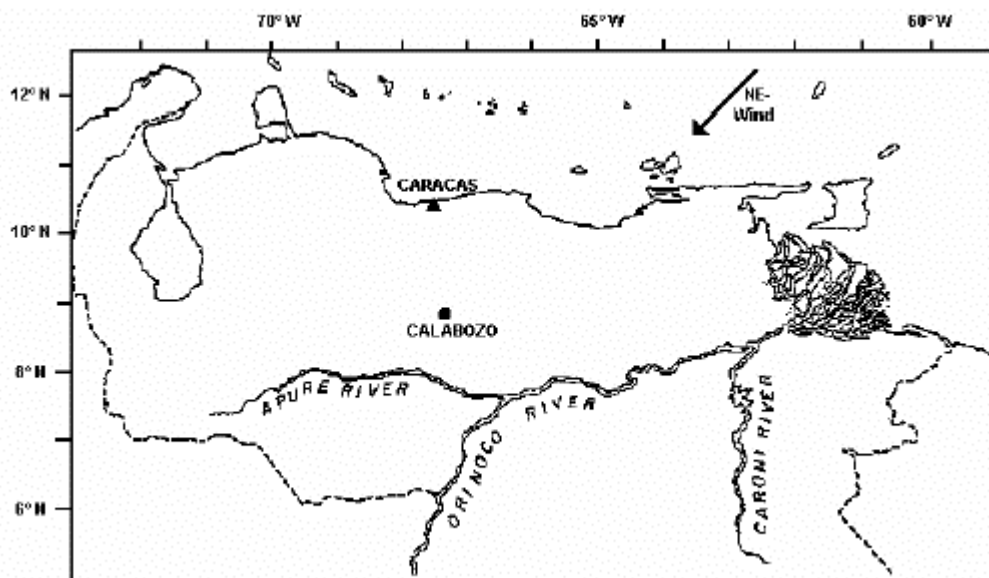 70° W 65° W 60° W
12° N
NE-
Wind
CARACAS
10° N
CALABOZO
8° N
APURE RIVER
ORINOCO RIVER
CARONI RIVER
6° N